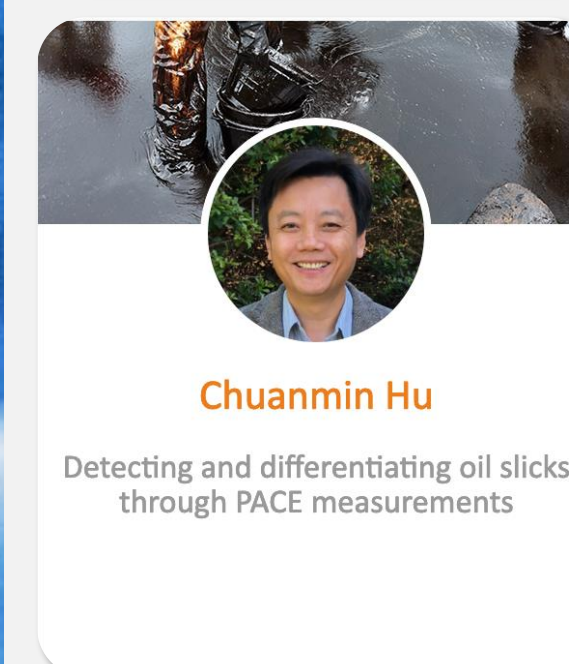 Chuanmin Hu
Detecting and differentiating oil slicks
through PACE measurements